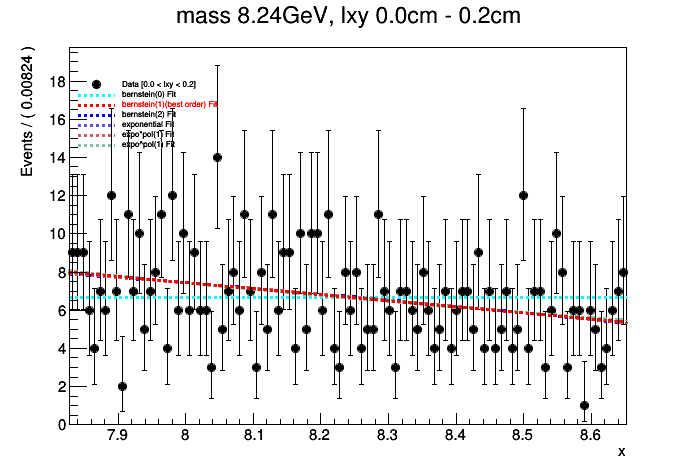 mass 8.24GeV, lxy 0.0cm - 0.2cm
Events / ( 0.00824 )
18
16
14
12
10
8
6
4
2
0
Data [0.0 < lxy < 0.2]
bernstein(0) Fit
bernstein(1)(best order) Fit
bernstein(2) Fit
exponential Fit
expo*pol(1) Fit
expo^pol(1) Fit
7.9 8 8.1 8.2 8.3 8.4 8.5 8.6
x